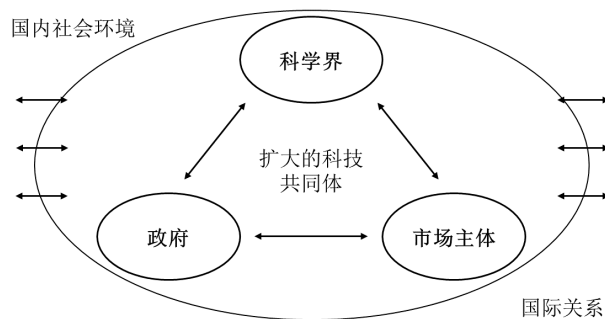 国内社会环境
科学界
扩大的科技
共同体
政府
市场主体
国际关系